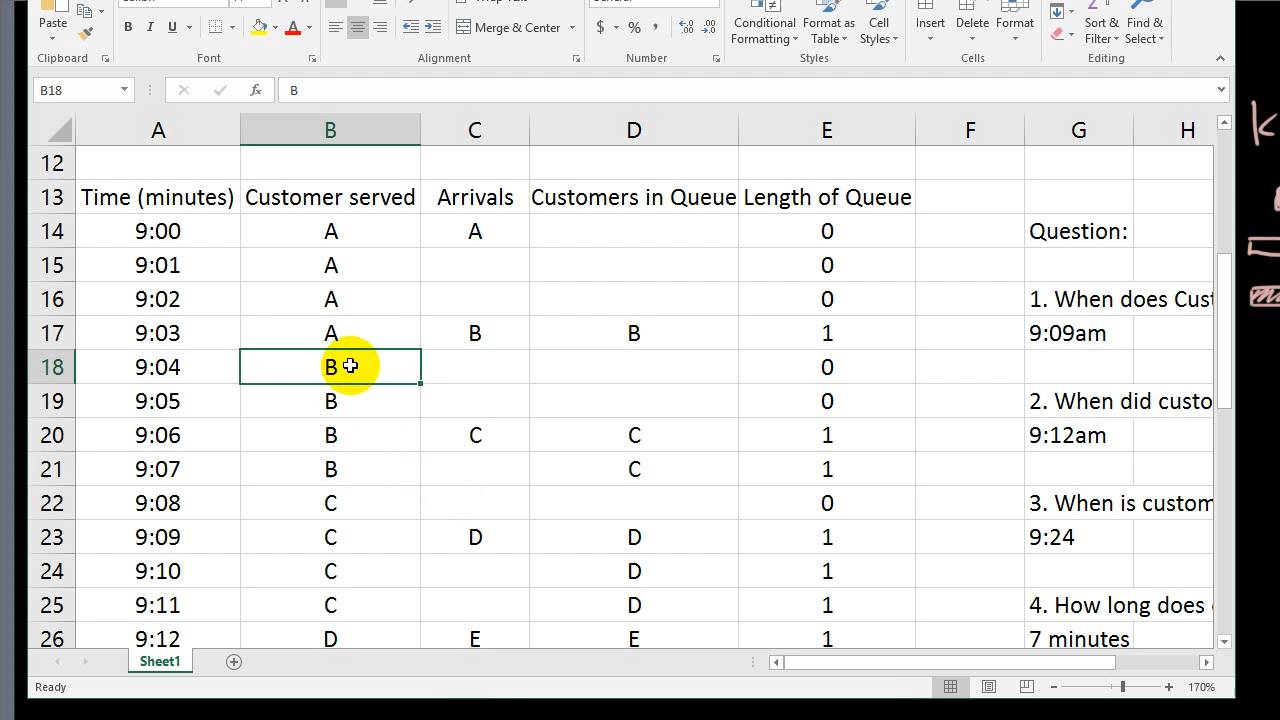 Paste B I U A Merge & Center $ % , Conditional Formatting Format as Table Cell Styles Insert Delete Format Sort & Filter Find & Select
Clipboard Font Alignment Number Styles Cells Editing
B18 fx B
A B C D E F G H
12
13 Time (minutes) Customer served Arrivals Customers in Queue Length of Queue
14 9:00 A A 0 Question:
15 9:01 A 0
16 9:02 A 0 1. When does Cust
17 9:03 A B B 1 9:09am
18 9:04 B 0
19 9:05 B 0 2. When did custo
20 9:06 B C C 1 9:12am
21 9:07 B C 1
22 9:08 C 0 3. When is custom
23 9:09 C D D 1 9:24
24 9:10 C D 1
25 9:11 C D 1 4. How long does
26 9:12 D E E 1 7 minutes
Sheet1
Ready 170%